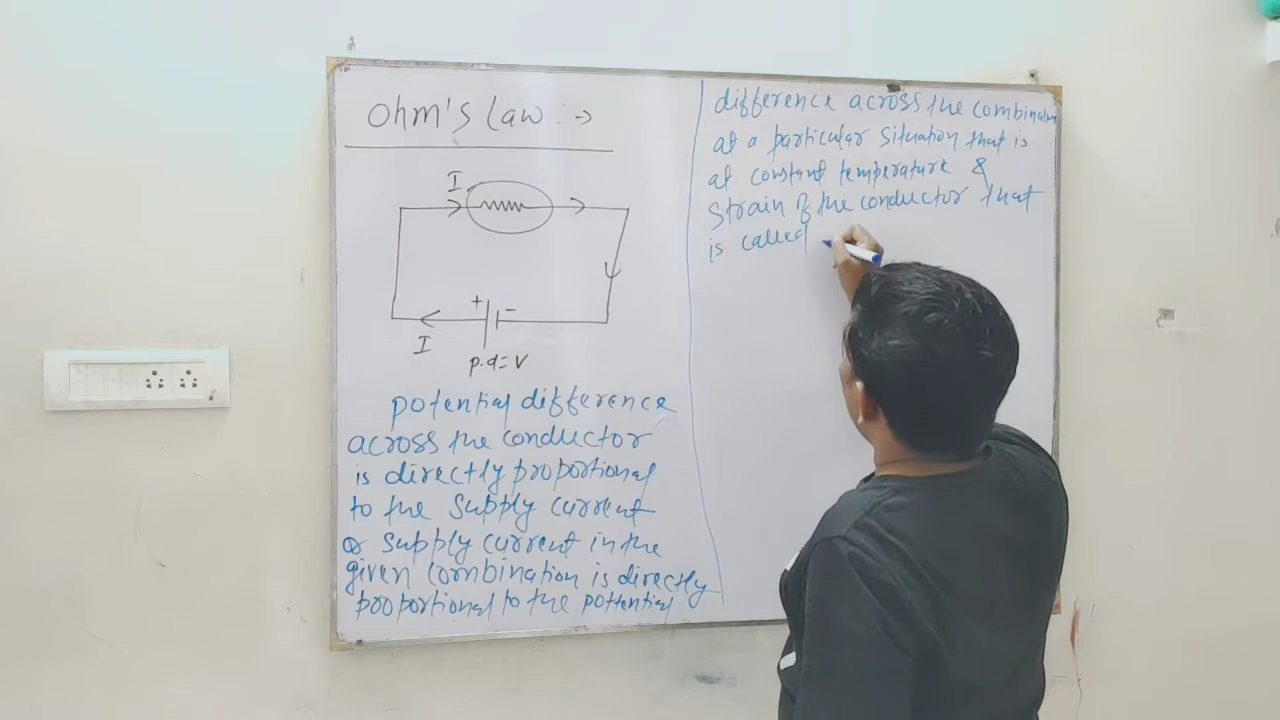 Ohm's Law :->
I
+ -
I
p.d = V
potential difference
across the conductor
is directly proportional
to the supply current
or supply current in the
given combination is directly
proportional to the pottential
difference across the combination
at a particular situation that is
at constant temperature &
strain of the conductor that
is called